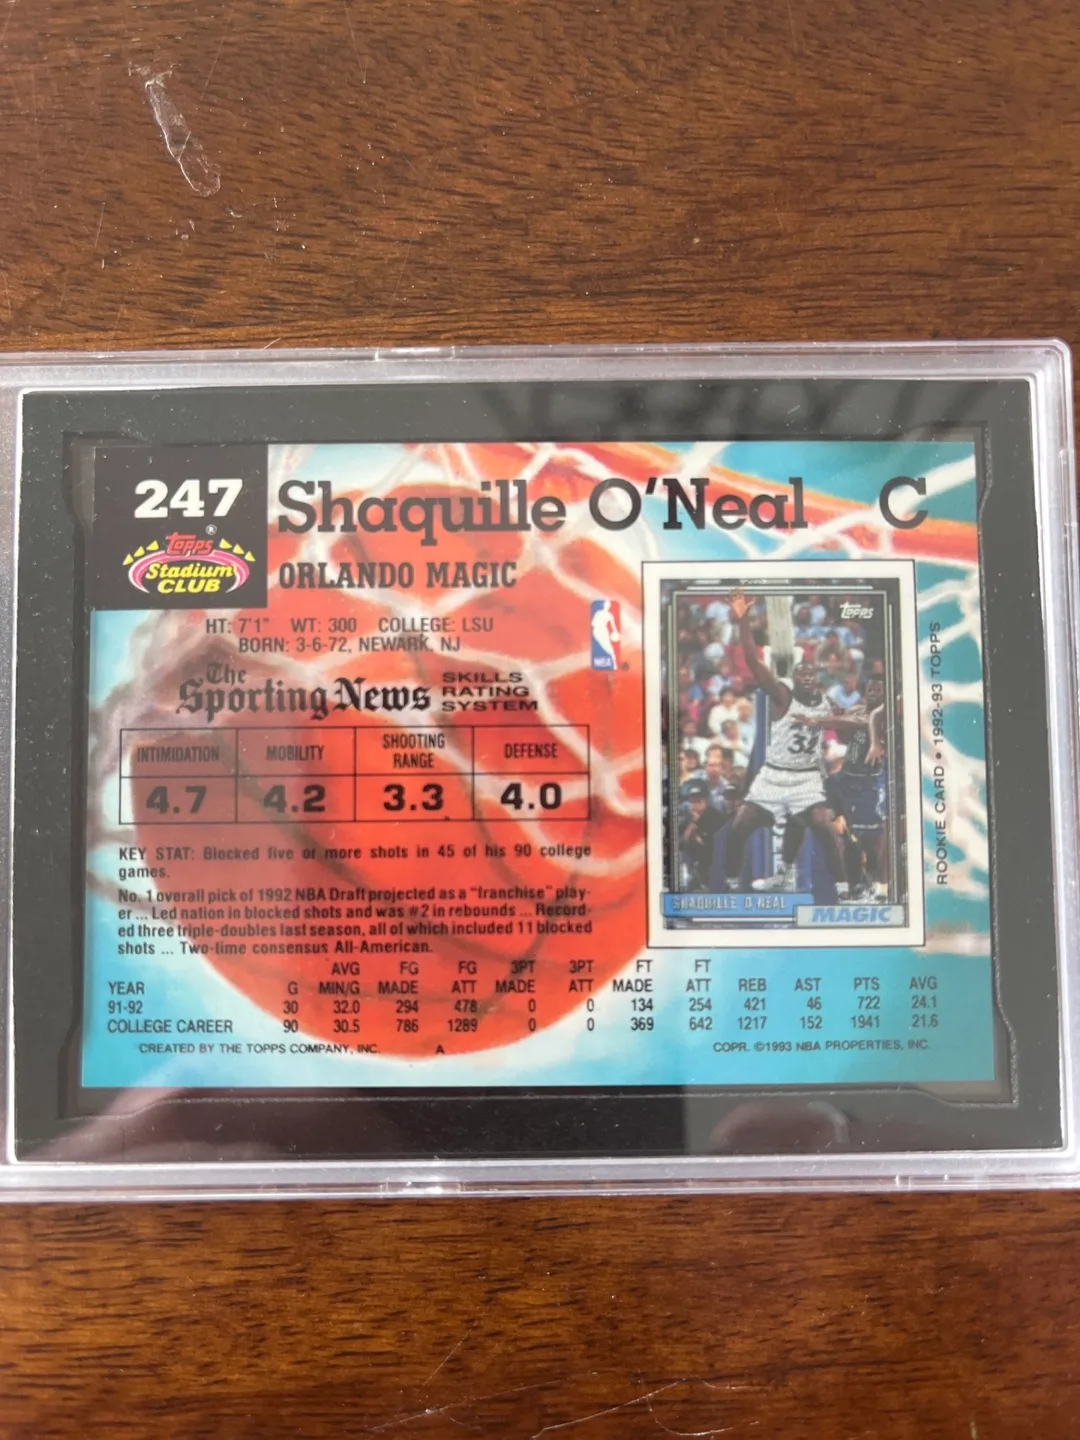 247
Topps®
Stadium
CLUB
Shaquille O'Neal C
ORLANDO MAGIC
HT: 7'1" WT: 300 COLLEGE: LSU
BORN: 3-6-72, NEWARK, NJ
NBA
The
Sporting News
SKILLS
RATING
SYSTEM
INTIMIDATION MOBILITY SHOOTING RANGE DEFENSE
4.7 4.2 3.3 4.0
KEY STAT: Blocked five or more shots in 45 of his 90 college
games.
No. 1 overall pick of 1992 NBA Draft projected as a "franchise" play-
er ... Led nation in blocked shots and was #2 in rebounds ... Record-
ed three triple-doubles last season, all of which included 11 blocked
shots ... Two-time consensus All-American.
Topps
32
SHAQUILLE O'NEAL
MAGIC
ROOKIE CARD • 1992-93 TOPPS
AVG FG FG 3PT 3PT FT FT
YEAR G MIN/G MADE ATT MADE ATT MADE ATT REB AST PTS AVG
91-92 30 32.0 294 478 0 0 134 254 421 46 722 24.1
COLLEGE CAREER 90 30.5 786 1289 0 0 369 642 1217 152 1941 21.6
CREATED BY THE TOPPS COMPANY, INC. A COPR. ©1993 NBA PROPERTIES, INC.